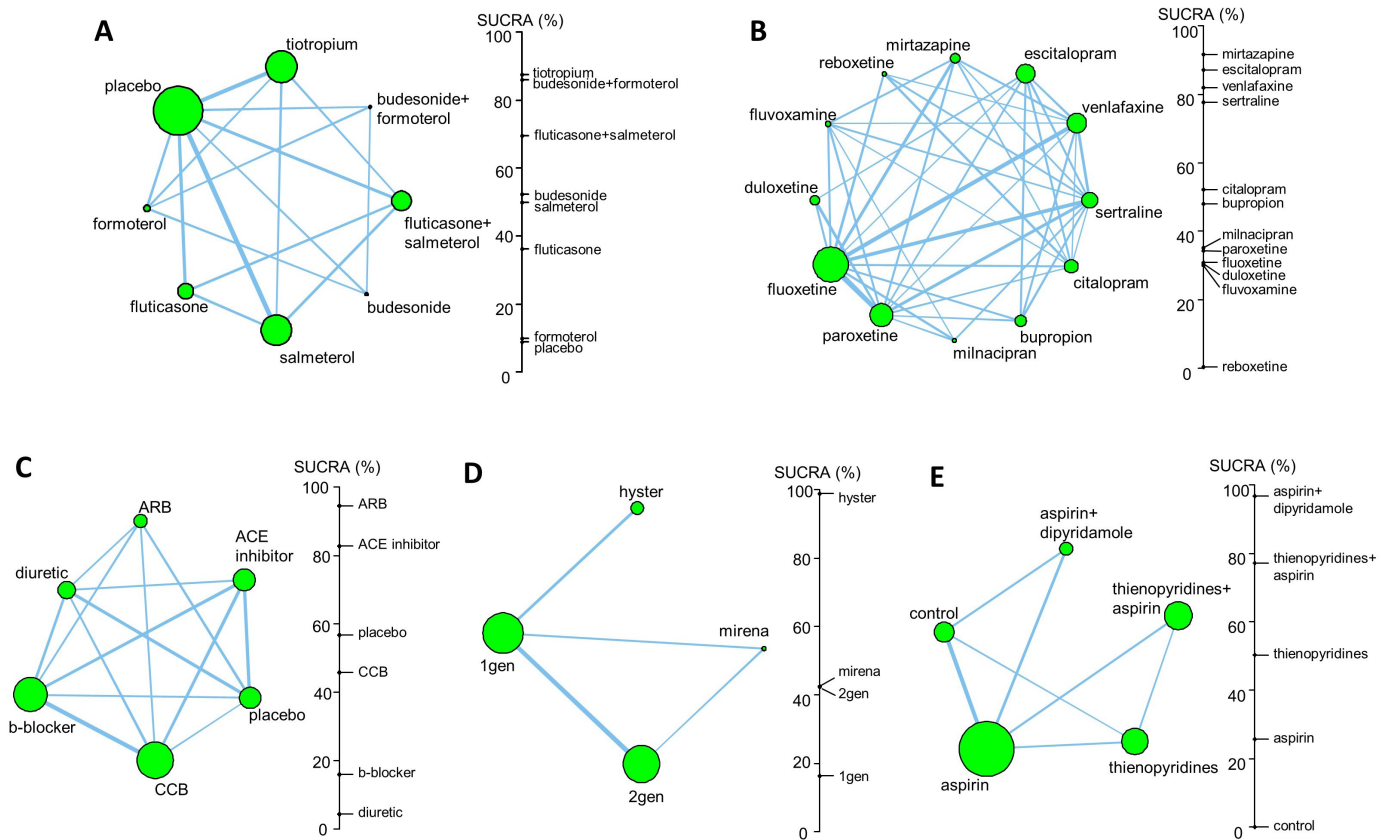 A
SUCRA (%)
100
80
60
40
20
0
tiotropium
placebo
budesonide+
formoterol
formoterol
fluticasone+
salmeterol
fluticasone
budesonide
salmeterol
tiotropium
budesonide+formoterol
fluticasone+salmeterol
budesonide
salmeterol
fluticasone
formoterol
placebo
B
SUCRA (%)
100
80
60
40
20
0
mirtazapine
escitalopram
reboxetine
venlafaxine
fluvoxamine
duloxetine
sertraline
fluoxetine
citalopram
paroxetine
bupropion
milnacipran
mirtazapine
escitalopram
venlafaxine
sertraline
citalopram
bupropion
milnacipran
paroxetine
fluoxetine
duloxetine
fluvoxamine
reboxetine
C
SUCRA (%)
100
80
60
40
20
0
ARB
ACE
inhibitor
diuretic
b-blocker
placebo
CCB
ARB
ACE inhibitor
placebo
CCB
b-blocker
diuretic
D
SUCRA (%)
100
80
60
40
20
0
hyster
mirena
1gen
2gen
hyster
mirena
2gen
1gen
E
SUCRA (%)
100
80
60
40
20
0
aspirin+
dipyridamole
thienopyridines+
aspirin
control
thienopyridines
aspirin
aspirin+
dipyridamole
thienopyridines+
aspirin
thienopyridines
aspirin
control